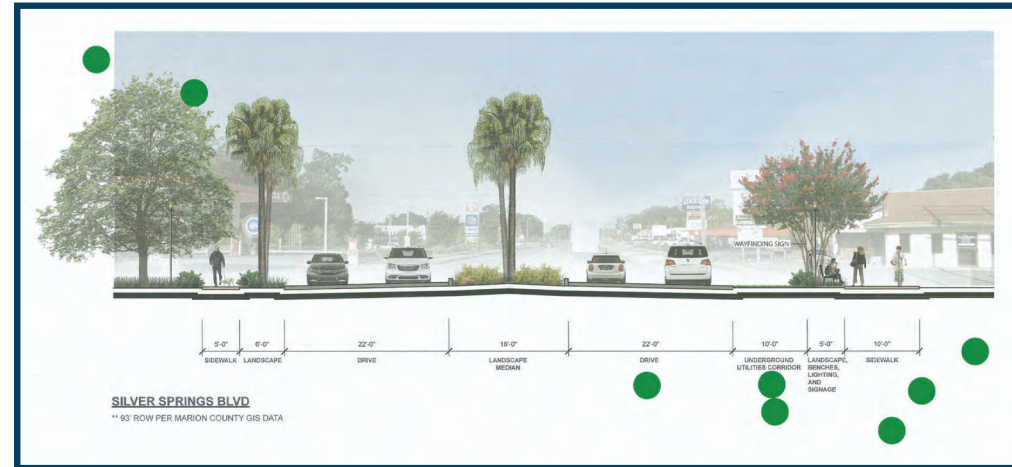 WAYFINDING SIGN
5'-0"
6'-0"
22'-0"
16'-0"
22'-0"
10'-0"
5'-0"
10'-0"
SIDEWALK
LANDSCAPE
DRIVE
LANDSCAPE
MEDIAN
DRIVE
UNDERGROUND
UTILITIES CORRIDOR
LANDSCAPE,
BENCHES,
LIGHTING,
AND
SIGNAGE
SIDEWALK
SILVER SPRINGS BLVD
** 93' ROW PER MARION COUNTY GIS DATA